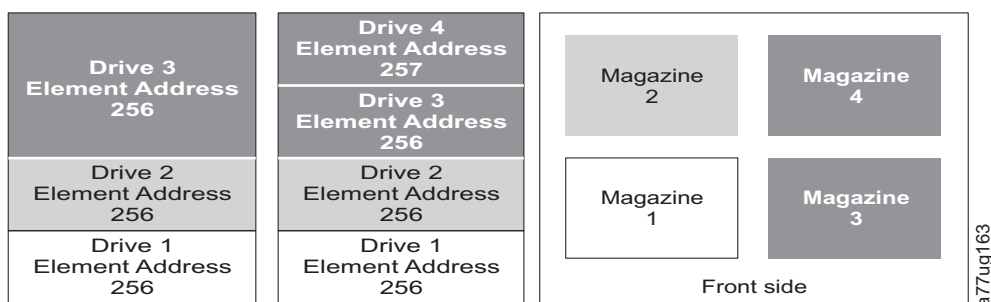 Drive 3
Element Address
256
Drive 2
Element Address
256
Drive 1
Element Address
256
Drive 4
Element Address
257
Drive 3
Element Address
256
Drive 2
Element Address
256
Drive 1
Element Address
256
Magazine
2
Magazine
4
Magazine
1
Magazine
3
Front side
a77ug163